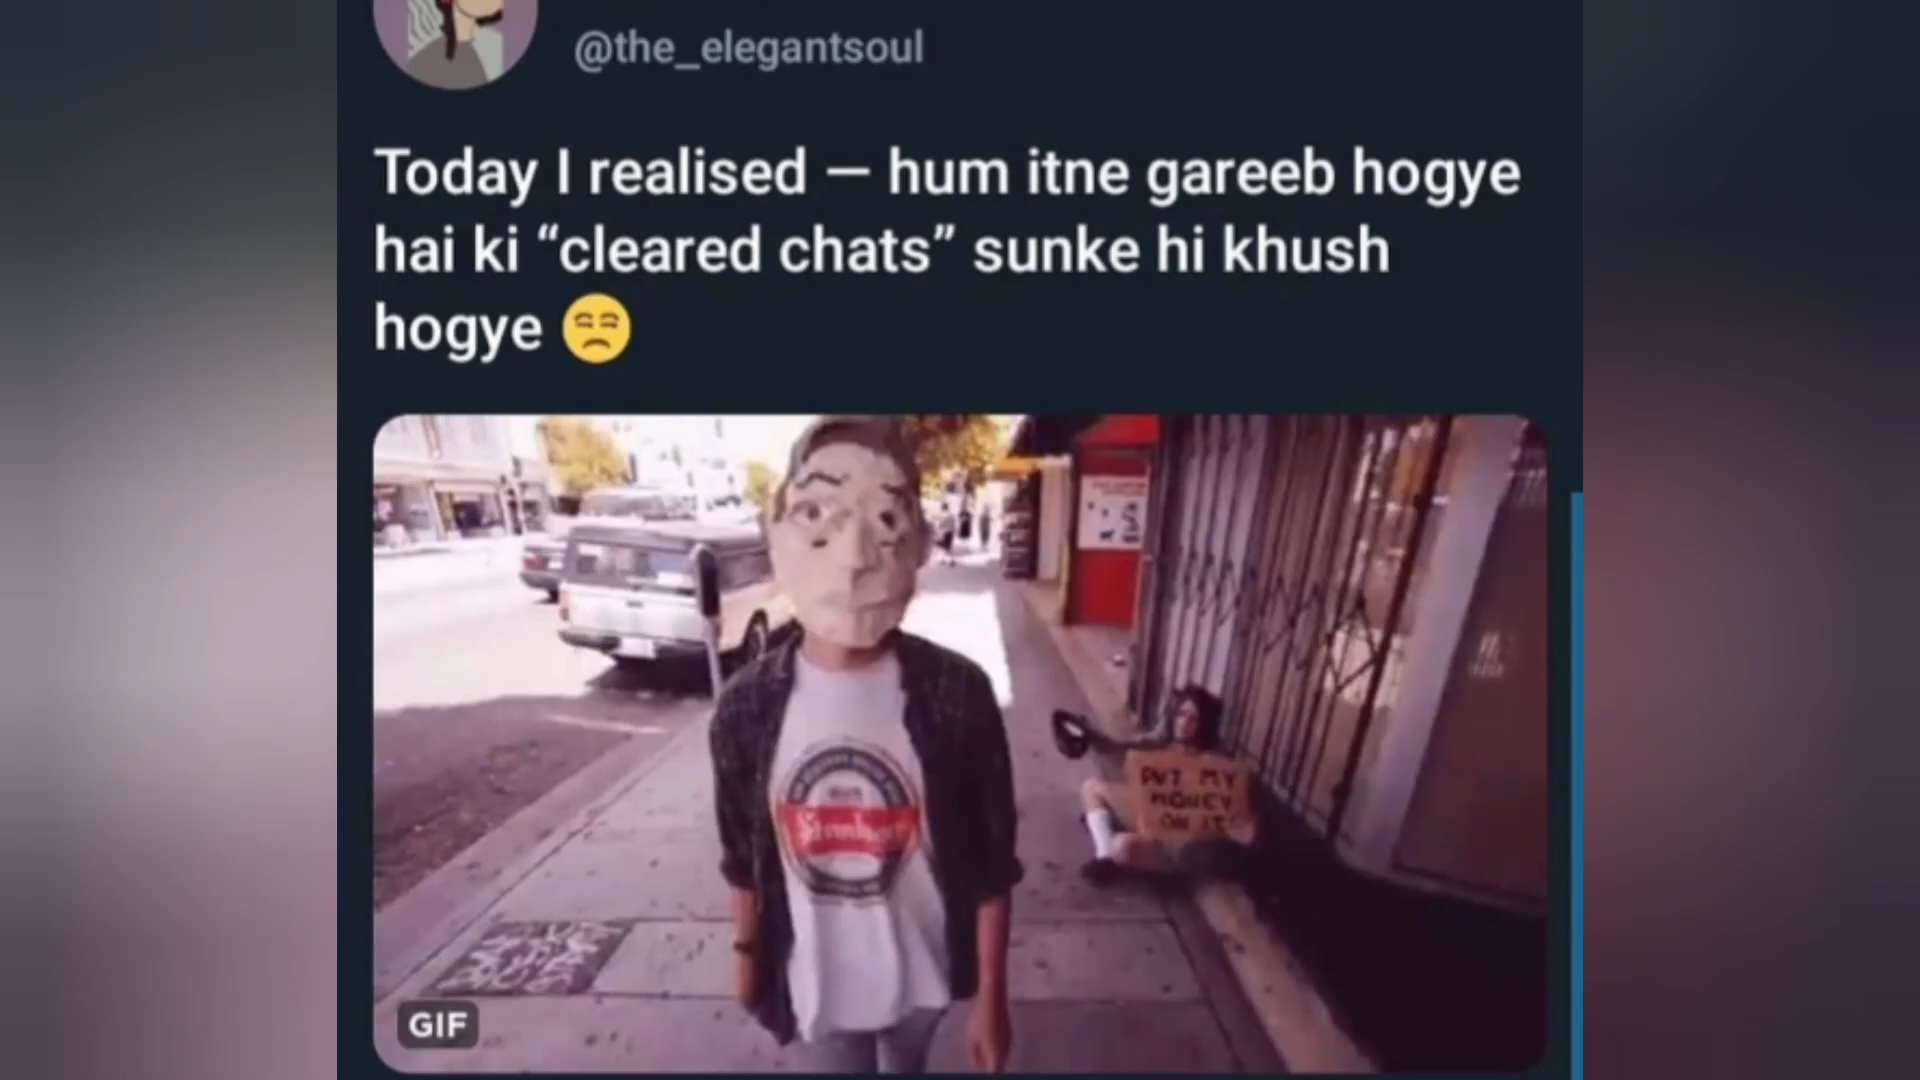 @the_elegantsoul
Today I realised — hum itne gareeb hogye
hai ki “cleared chats” sunke hi khush
hogye 😒
PUT MY
MONEY
ON IT
GIF